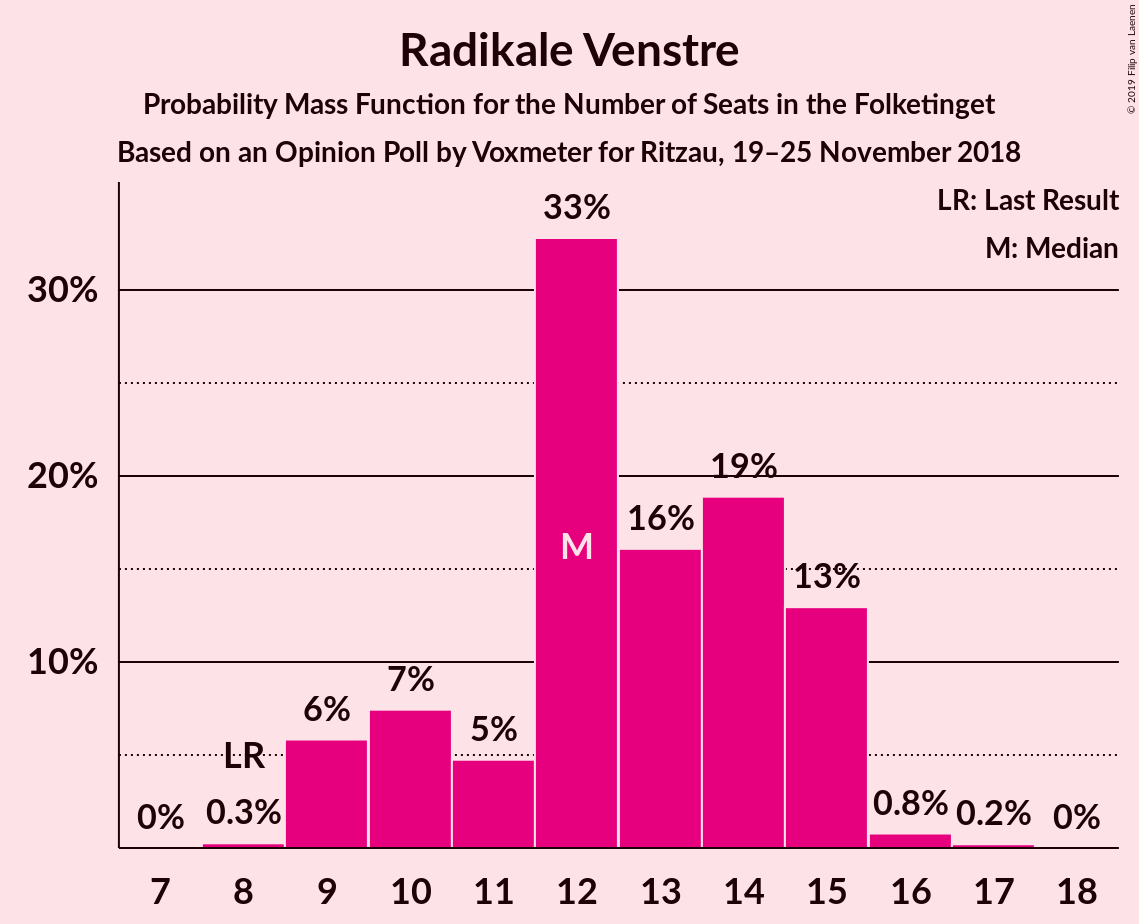 Radikale Venstre
Probability Mass Function for the Number of Seats in the Folketinget
Based on an Opinion Poll by Voxmeter for Ritzau, 19–25 November 2018
© 2019 Filip van Laenen
LR: Last Result
M: Median
30%
20%
10%
0%
LR
0.3%
6%
7%
5%
33%
M
16%
19%
13%
0.8%
0.2%
0%
7 8 9 10 11 12 13 14 15 16 17 18